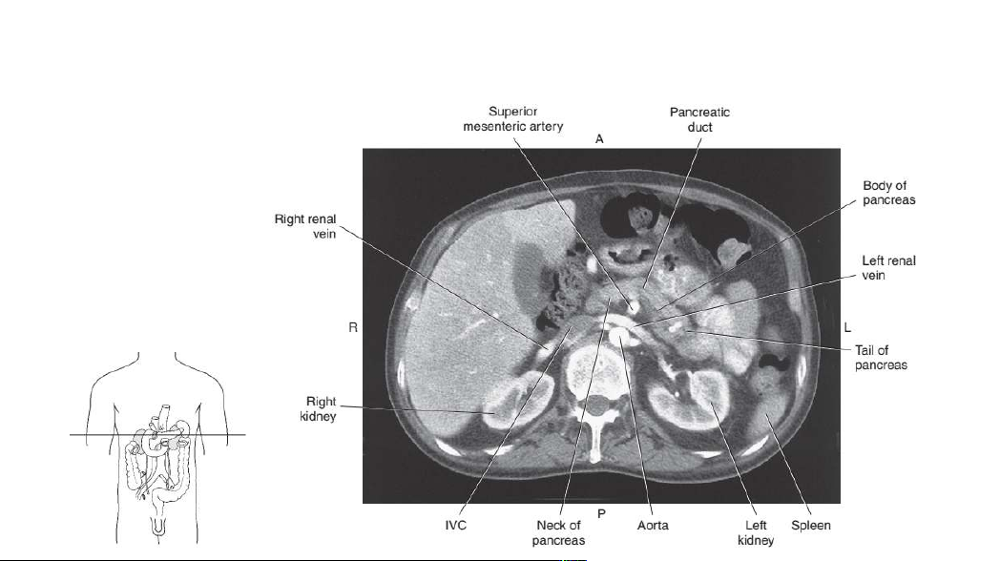 Superior
mesenteric artery
Pancreatic
duct
A
Body of
pancreas
Right renal
vein
Left renal
vein
R
L
Tail of
pancreas
Right
kidney
P
IVC
Neck of
pancreas
Aorta
Left
kidney
Spleen